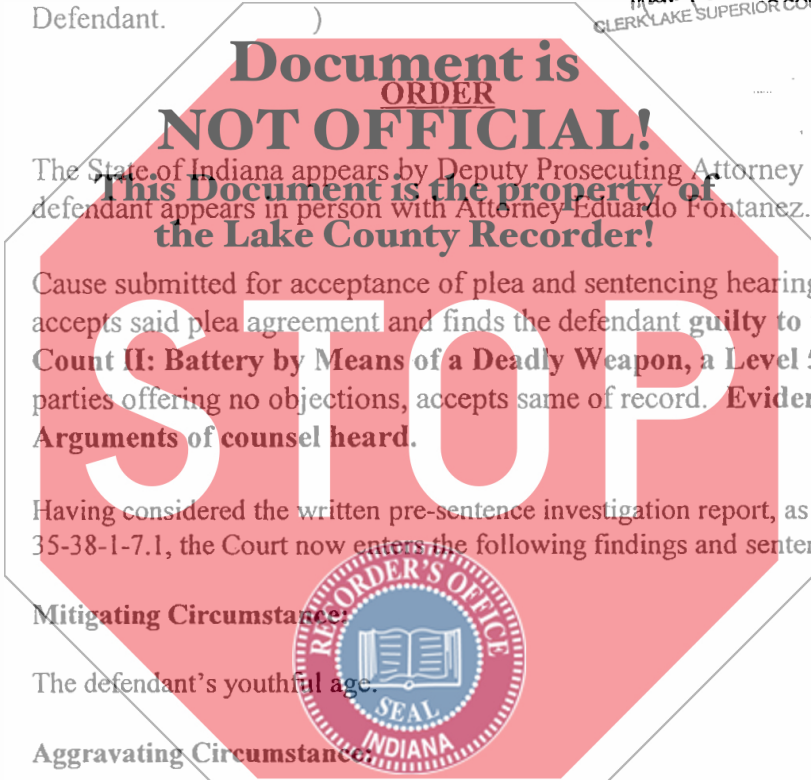 Defendant. )
CLERK LAKE SUPERIOR
Document is
ORDER
NOT OFFICIAL!
The State of Indiana appears by Deputy Prosecuting Attorney
This Document is the property of
defendant appears in person with Attorney Eduardo Fontanez.
the Lake County Recorder!
Cause submitted for acceptance of plea and sentencing hearing
accepts said plea agreement and finds the defendant guilty to
Count II: Battery by Means of a Deadly Weapon, a Level 5
parties offering no objections, accepts same of record. Eviden
Arguments of counsel heard.
STOP
Having considered the written pre-sentence investigation report, as
35-38-1-7.1, the Court now enters the following findings and senten
RECORDER'S OFFICE
Mitigating Circumstance:
The defendant's youthful age.
SEAL
INDIANA
Aggravating Circumstance: